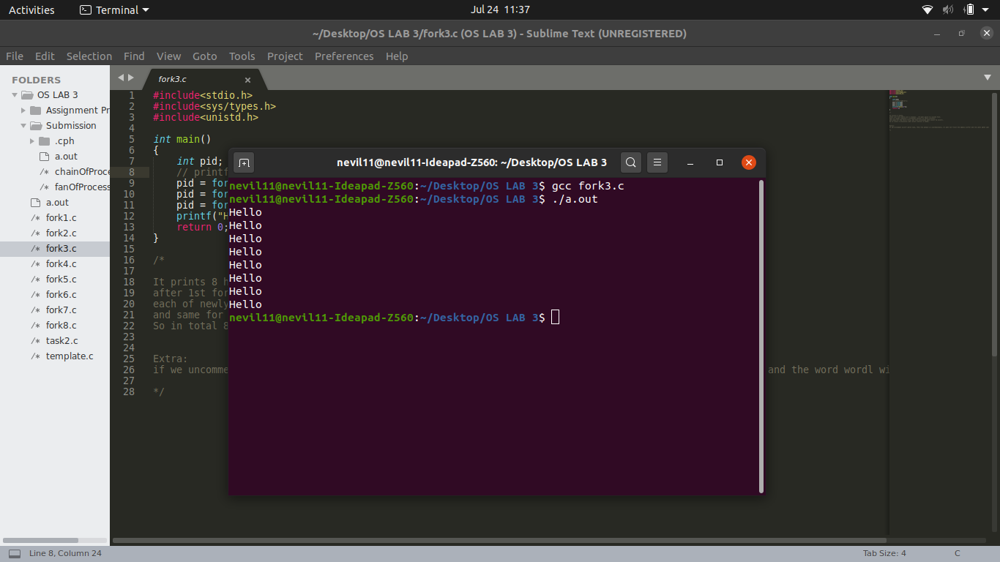 Activities Terminal Jul 24 11:37
~/Desktop/OS LAB 3/fork3.c (OS LAB 3) - Sublime Text (UNREGISTERED)
File Edit Selection Find View Goto Tools Project Preferences Help
FOLDERS
OS LAB 3
Assignment Pr
Submission
.cph
a.out
chainOfProce
fanOfProcess
a.out
fork1.c
fork2.c
fork3.c
fork4.c
fork5.c
fork6.c
fork7.c
fork8.c
task2.c
template.c
fork3.c
1 #include<stdio.h>
2 #include<sys/types.h>
3 #include<unistd.h>
4
5 int main()
6 {
7 int pid;
8 // printf
9 pid = for
10 pid = for
11 pid = for
12 printf("H
13 return 0;
14 }
15
16 /*
17
18 It prints 8 h
19 after 1st for
20 each of newly
21 and same for
22 So in total 8
23
24
25 Extra:
26 if we uncomme and the word wordl wi
27
28 */
nevil11@nevil11-Ideapad-Z560: ~/Desktop/OS LAB 3
nevil11@nevil11-Ideapad-Z560:~/Desktop/OS LAB 3$ gcc fork3.c
nevil11@nevil11-Ideapad-Z560:~/Desktop/OS LAB 3$ ./a.out
Hello
Hello
Hello
Hello
Hello
Hello
Hello
Hello
nevil11@nevil11-Ideapad-Z560:~/Desktop/OS LAB 3$
Line 8, Column 24 Tab Size: 4 C